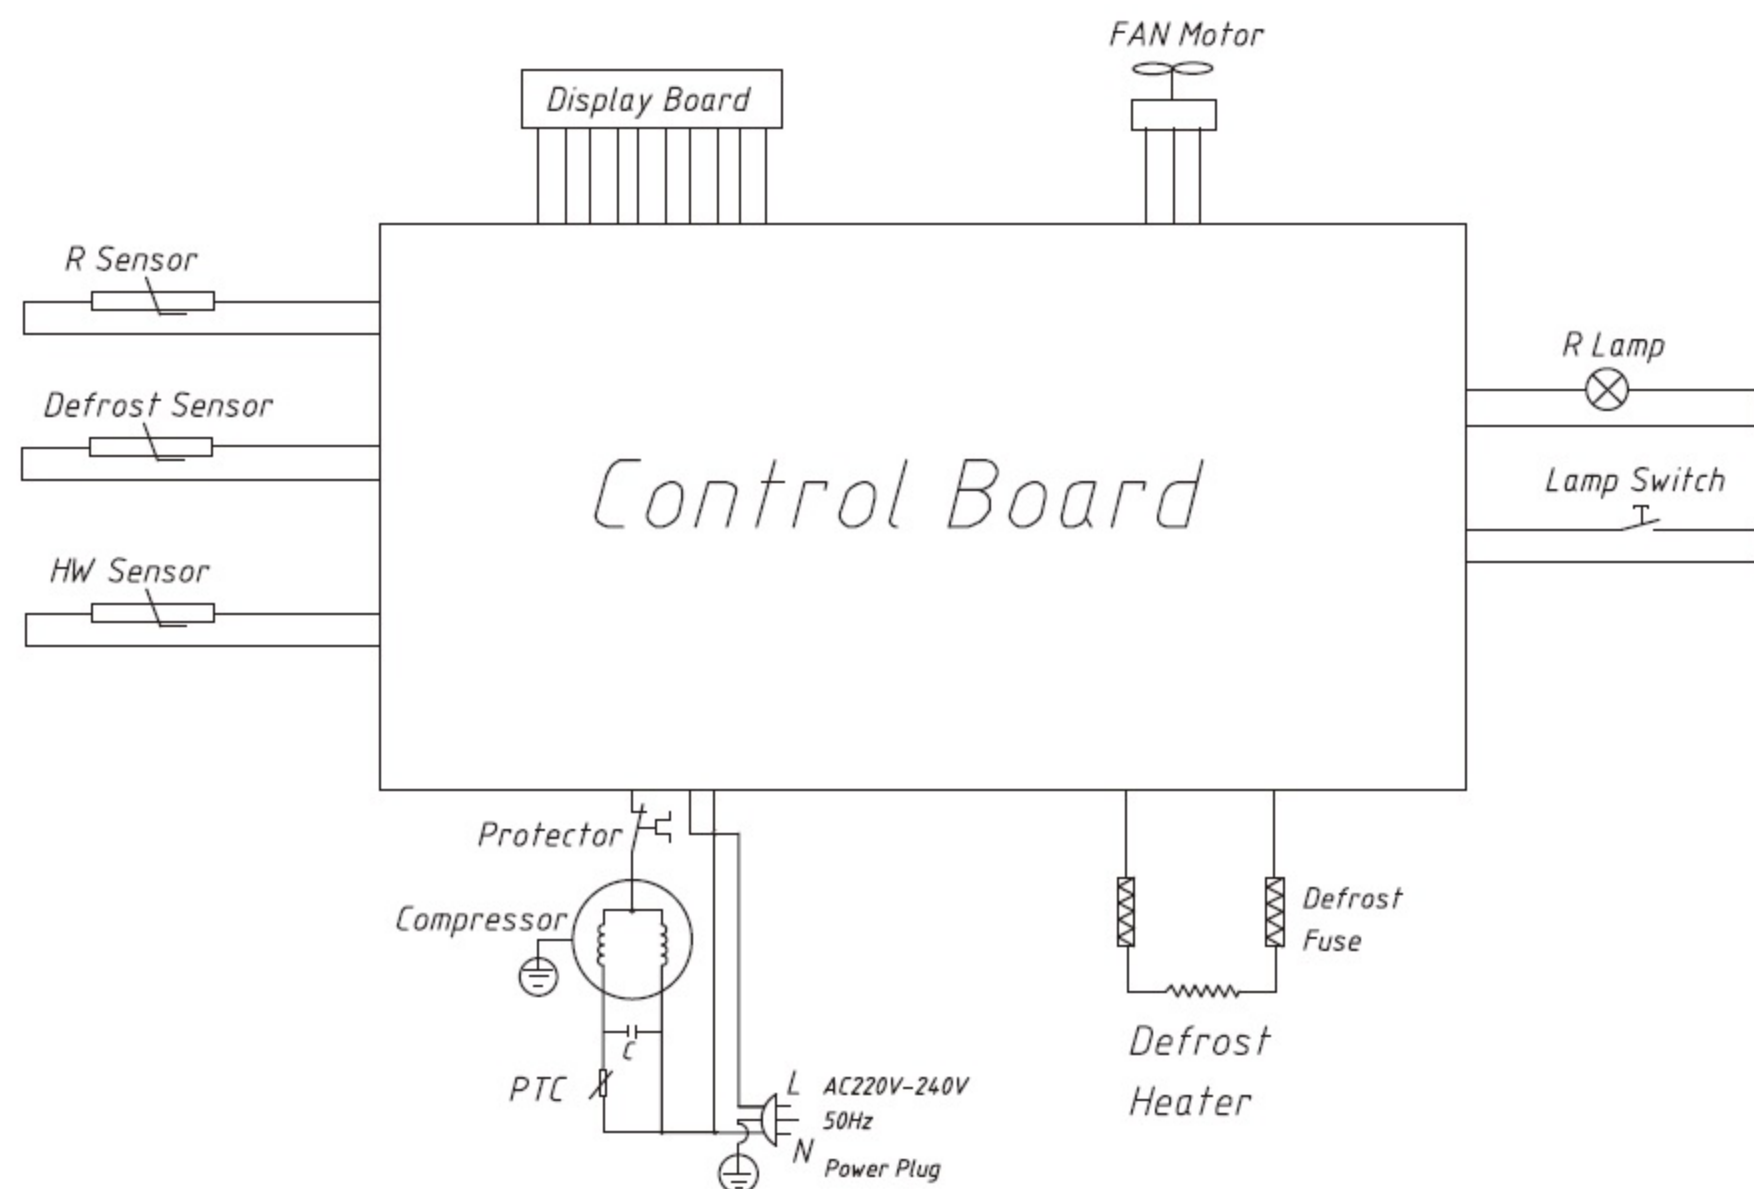 FAN Motor
Display Board
R Sensor
R Lamp
Defrost Sensor
Lamp Switch
Control Board
HW Sensor
Protector
Compressor
Defrost
Fuse
C
Defrost
Heater
PTC
L AC220V-240V
50Hz
N Power Plug